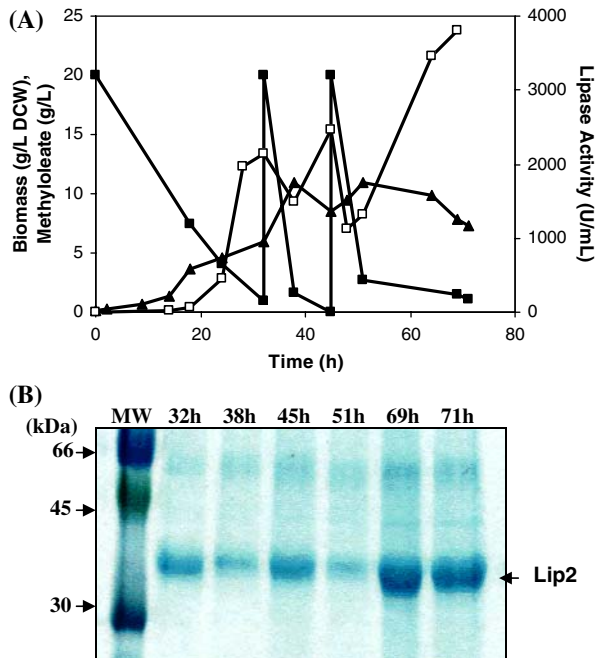 (A)
25
20
15
10
5
0
Biomass (g/L DCW),
Methyloleate (g/L)
4000
3000
2000
1000
0
Lipase Activity (U/mL)
0 20 40 60 80
Time (h)
(B)
MW 32h 38h 45h 51h 69h 71h
(kDa)
66
45
30
Lip2